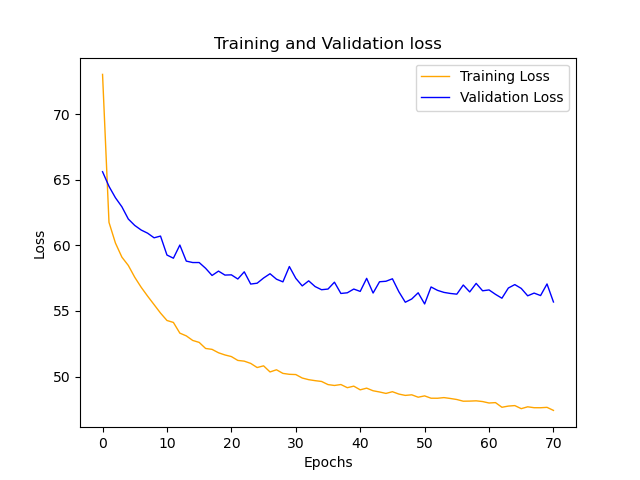 Training and Validation loss
Training Loss
Validation Loss
70
65
60
55
50
Loss
0 10 20 30 40 50 60 70
Epochs